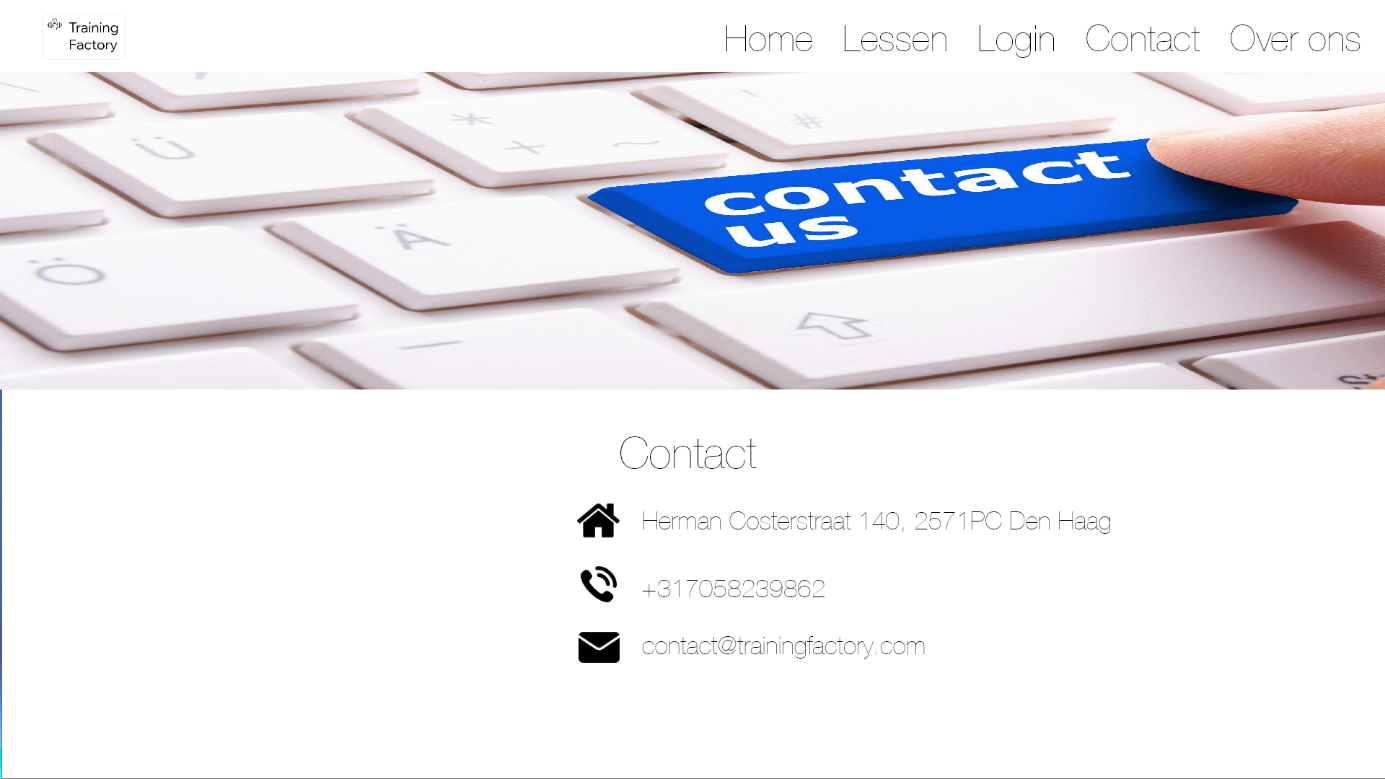 Training
Factory
Home Lessen Login Contact Over ons
* #
Ü + ~
contact
us
Ä
Ö
Contact
Herman Costerstraat 140, 2571PC Den Haag
+317058239862
contact@trainingfactory.com